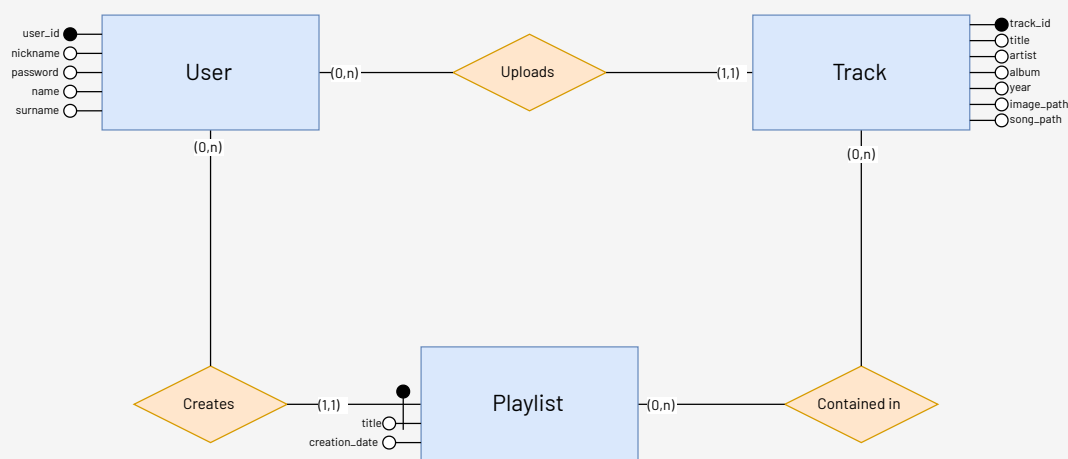 user_id
nickname
password
name
surname
User
(0,n)
Uploads
(1,1)
Track
track_id
title
artist
album
year
image_path
song_path
(0,n)
(0,n)
Creates
(1,1)
title
creation_date
Playlist
(0,n)
Contained in